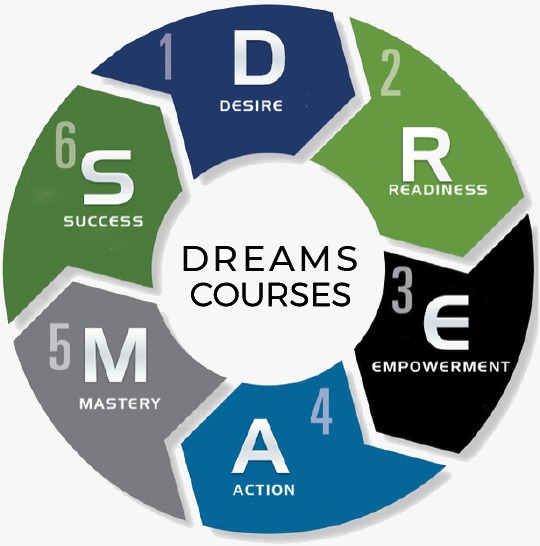 1
D
DESIRE
2
R
READINESS
3
E
EMPOWERMENT
4
A
ACTION
5
M
MASTERY
6
S
SUCCESS
DREAMS
COURSES